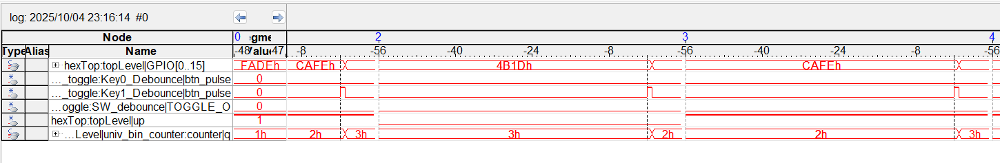 log: 2025/10/04 23:16:14 #0
Node 0 gme 2 3 4
Type Alias Name -48 Value 47 -8 -56 -40 -24 -8 -56 -40 -24 -8 -56
hexTop:topLevel|GPIO[0..15] FADEh CAFEh 4B1Dh CAFEh
..._toggle:Key0_Debounce|btn_pulse 0
..._toggle:Key1_Debounce|btn_pulse 0
...oggle:SW_debounce|TOGGLE_O 0
hexTop:topLevel|up 1
...Level|univ_bin_counter:counter|q 1h 2h 3h 3h 2h 2h 3h